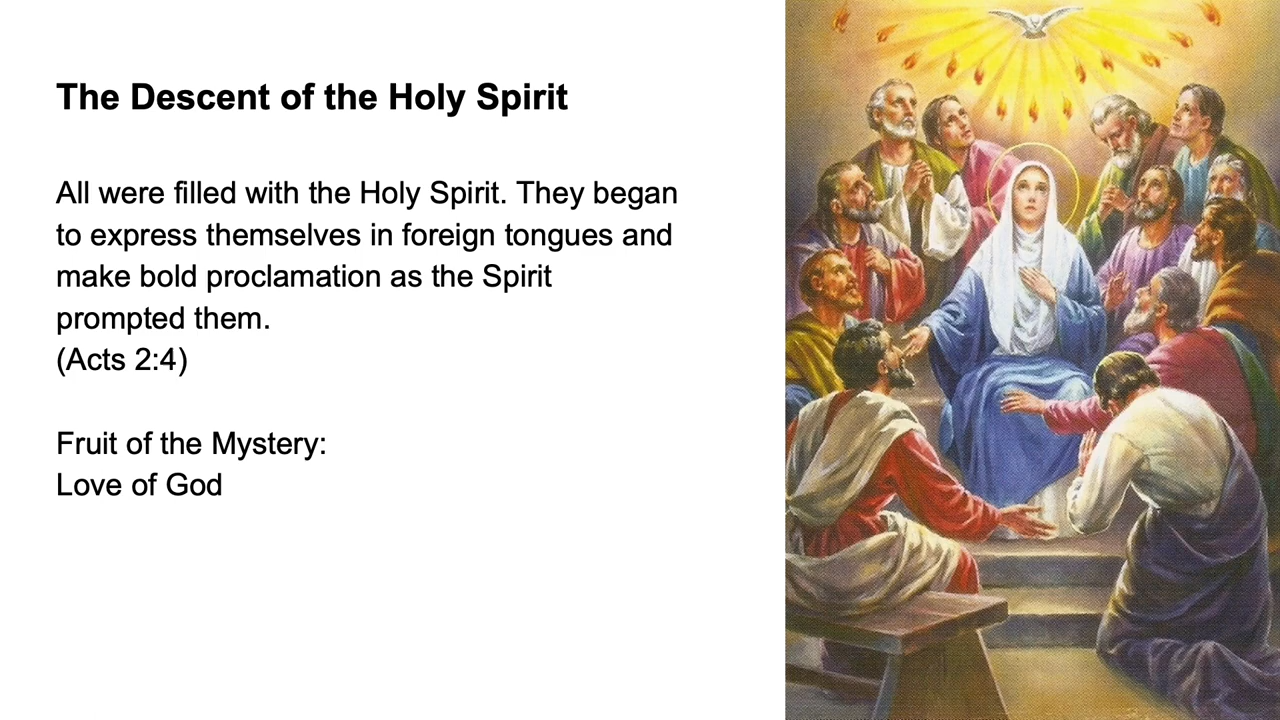 The Descent of the Holy Spirit
All were filled with the Holy Spirit. They began
to express themselves in foreign tongues and
make bold proclamation as the Spirit
prompted them.
(Acts 2:4)
Fruit of the Mystery:
Love of God